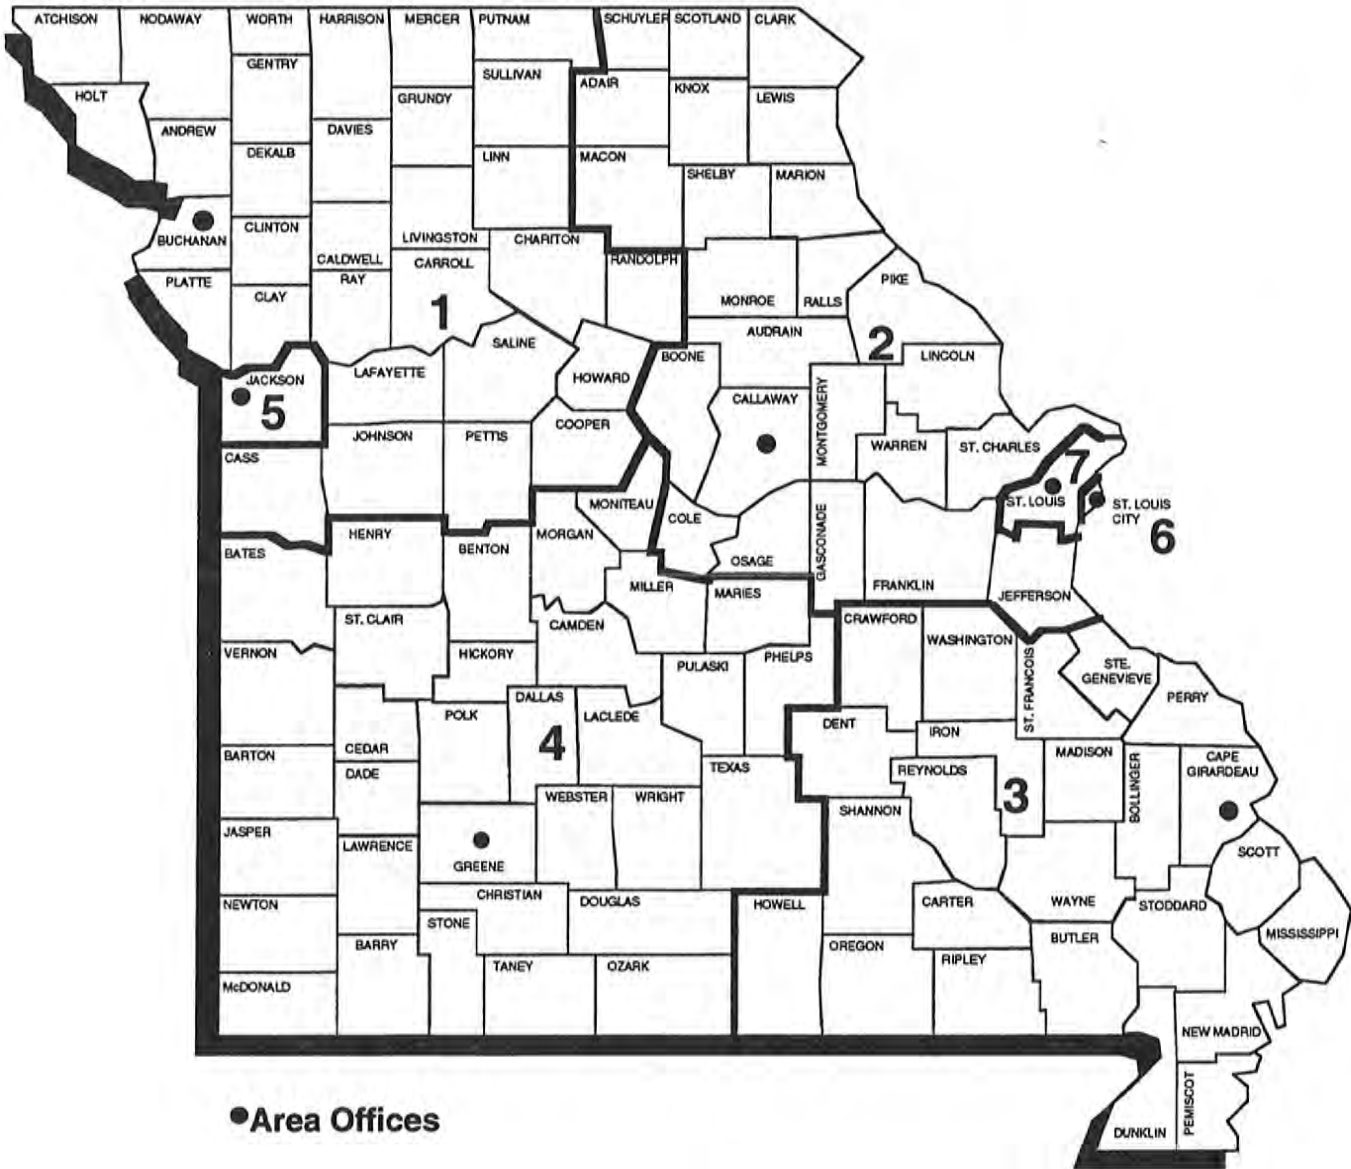 ATCHISON
NODAWAY
WORTH
HARRISON
MERCER
PUTNAM
SCHUYLER
SCOTLAND
CLARK
GENTRY
SULLIVAN
ADAIR
KNOX
LEWIS
HOLT
GRUNDY
ANDREW
DAVIES
DEKALB
LINN
MACON
SHELBY
MARION
BUCHANAN
CLINTON
LIVINGSTON
CHARITON
CALDWELL
CARROLL
RANDOLPH
PLATTE
CLAY
RAY
1
MONROE
RALLS
PIKE
AUDRAIN
2
SALINE
BOONE
LINCOLN
JACKSON
5
LAFAYETTE
HOWARD
CALLAWAY
MONTGOMERY
COOPER
JOHNSON
PETTIS
WARREN
ST. CHARLES
CASS
7
ST. LOUIS
ST. LOUIS
CITY
6
MONITEAU
COLE
HENRY
MORGAN
BENTON
BATES
OSAGE
GASCONADE
FRANKLIN
MILLER
MARIES
JEFFERSON
ST. CLAIR
CAMDEN
CRAWFORD
WASHINGTON
VERNON
HICKORY
PULASKI
PHELPS
ST. FRANCOIS
STE.
GENEVIEVE
PERRY
DALLAS
POLK
LACLEDE
DENT
IRON
4
CEDAR
BARTON
DADE
TEXAS
REYNOLDS
MADISON
BOLLINGER
CAPE
GIRARDEAU
3
WEBSTER
WRIGHT
SHANNON
JASPER
LAWRENCE
GREENE
SCOTT
CHRISTIAN
DOUGLAS
HOWELL
CARTER
WAYNE
STODDARD
NEWTON
STONE
BARRY
OREGON
BUTLER
MISSISSIPPI
RIPLEY
TANEY
OZARK
McDONALD
NEW MADRID
PEMISCOT
DUNKLIN
Area Offices